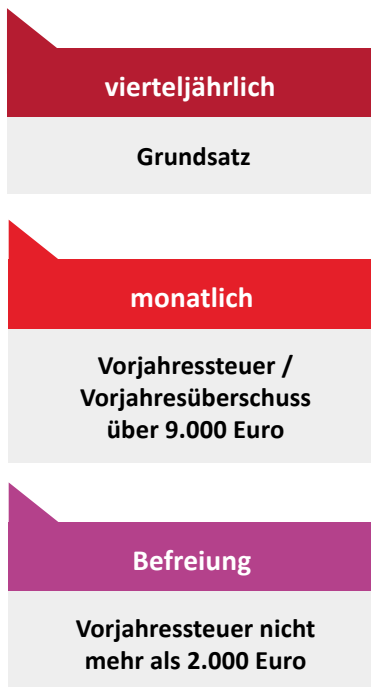 vierteljährlich
Grundsatz
monatlich
Vorjahressteuer /
Vorjahresüberschuss
über 9.000 Euro
Befreiung
Vorjahressteuer nicht
mehr als 2.000 Euro